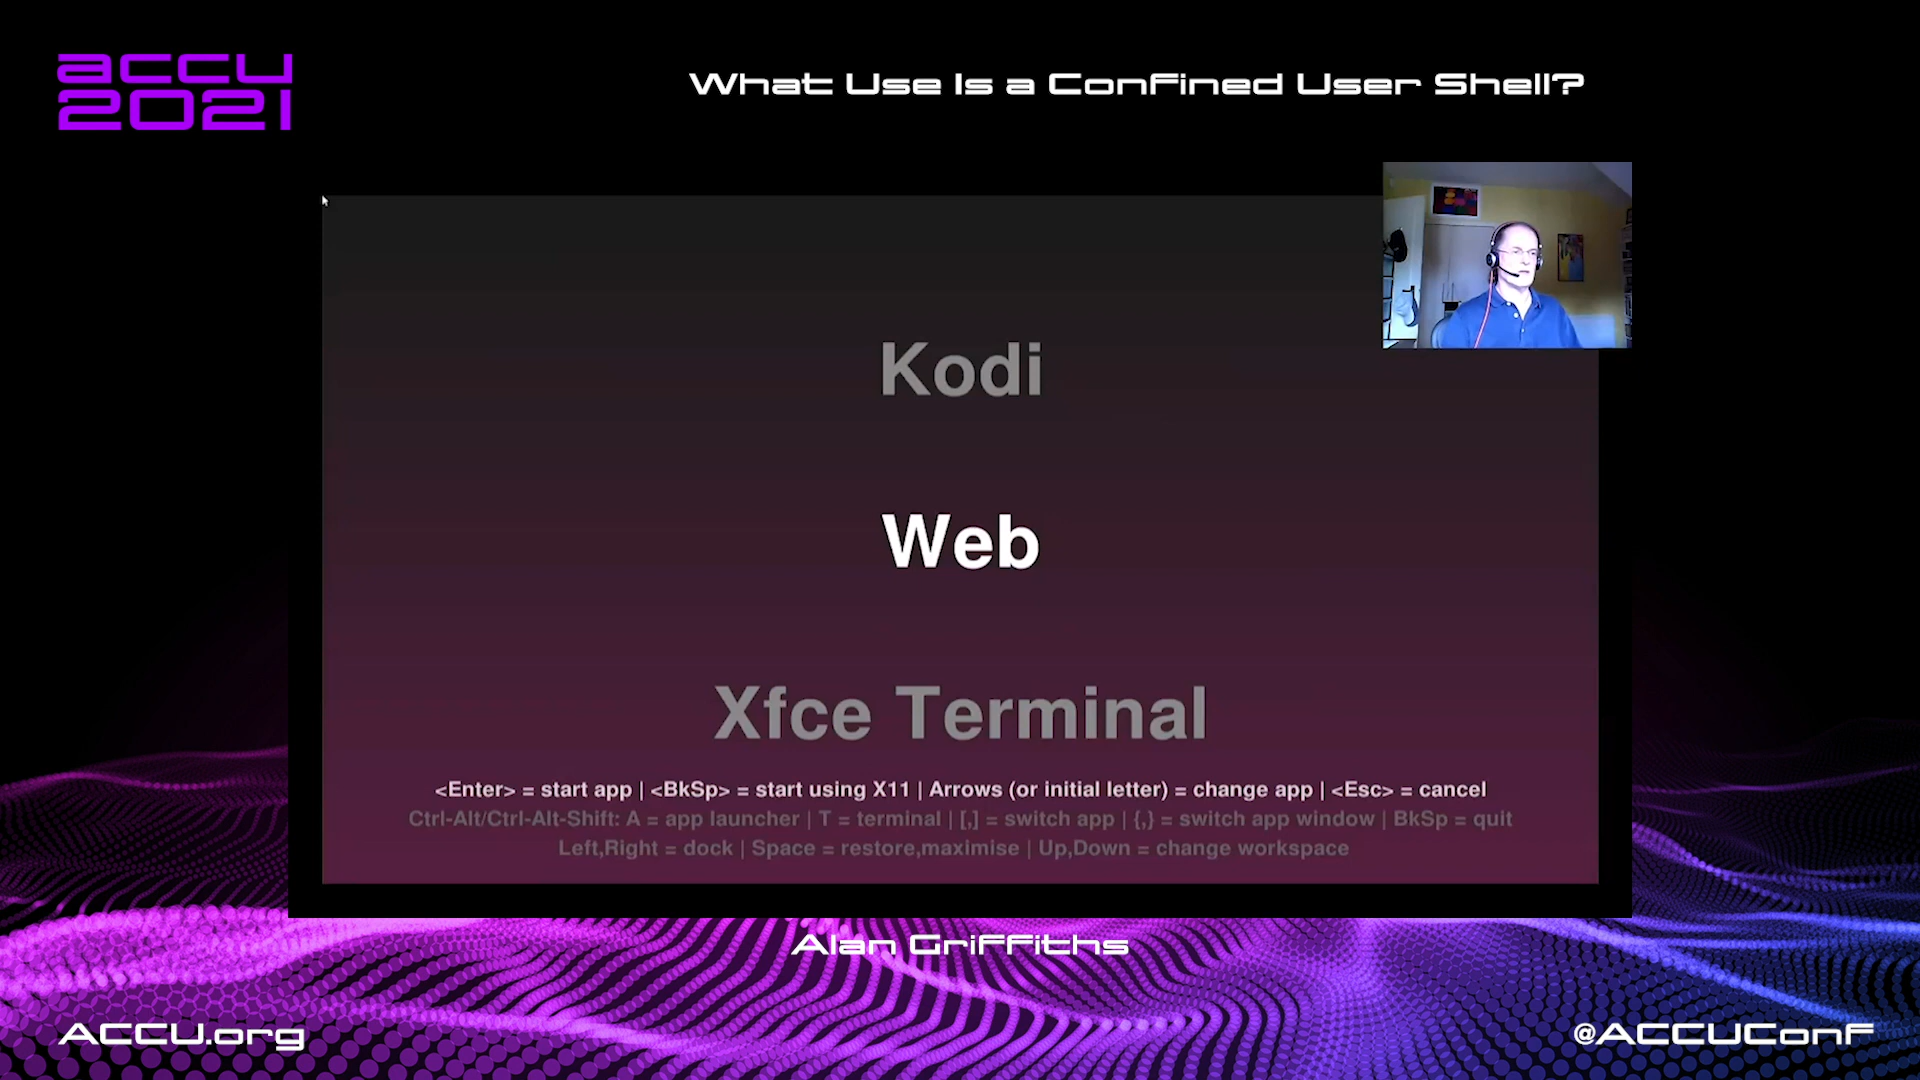 accu
2021
What Use Is a Confined User Shell?
Kodi
Web
Xfce Terminal
<Enter> = start app | <BkSp> = start using X11 | Arrows (or initial letter) = change app | <Esc> = cancel
Ctrl-Alt/Ctrl-Alt-Shift: A = app launcher | T = terminal | [,] = switch app | {,} = switch app window | BkSp = quit
Left,Right = dock | Space = restore,maximise | Up,Down = change workspace
Alan Griffiths
ACCU.org
@ACCUConf